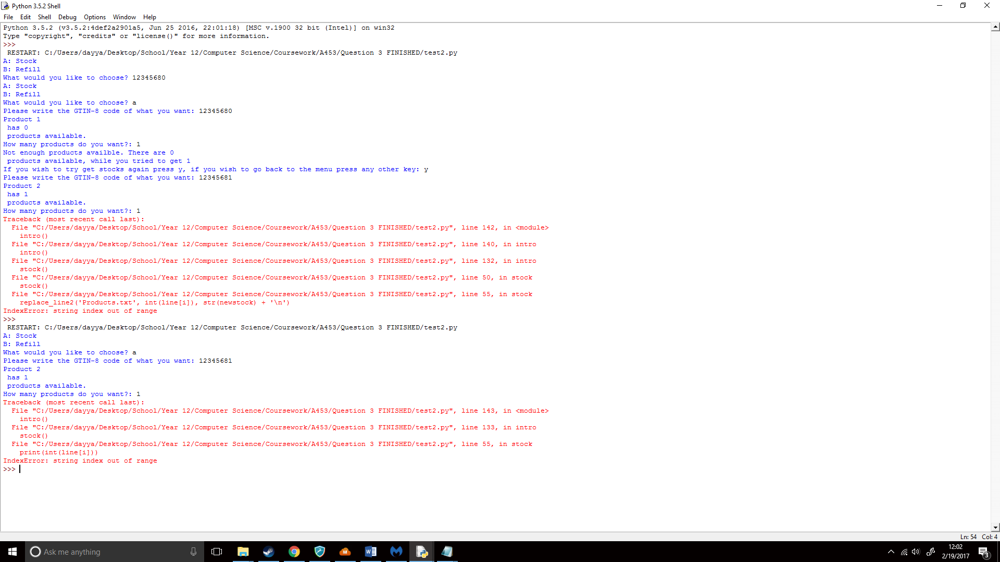 Python 3.5.2 Shell
File Edit Shell Debug Options Window Help
Python 3.5.2 (v3.5.2:4def2a2901a5, Jun 25 2016, 22:01:18) [MSC v.1900 32 bit (Intel)] on win32
Type "copyright", "credits" or "license()" for more information.
>>>
RESTART: C:/Users/dayya/Desktop/School/Year 12/Computer Science/Coursework/A453/Question 3 FINISHED/test2.py
A: Stock
B: Refill
What would you like to choose? 12345680
A: Stock
B: Refill
What would you like to choose? a
Please write the GTIN-8 code of what you want: 12345680
Product 1
has 0
products available.
How many products do you want?: 1
Not enough products availble. There are 0
products available, while you tried to get 1
If you wish to try get stocks again press y, if you wish to go back to the menu press any other key: y
Please write the GTIN-8 code of what you want: 12345681
Product 2
has 1
products available.
How many products do you want?: 1
Traceback (most recent call last):
File "C:/Users/dayya/Desktop/School/Year 12/Computer Science/Coursework/A453/Question 3 FINISHED/test2.py", line 142, in <module>
intro()
File "C:/Users/dayya/Desktop/School/Year 12/Computer Science/Coursework/A453/Question 3 FINISHED/test2.py", line 140, in intro
intro()
File "C:/Users/dayya/Desktop/School/Year 12/Computer Science/Coursework/A453/Question 3 FINISHED/test2.py", line 132, in intro
stock()
File "C:/Users/dayya/Desktop/School/Year 12/Computer Science/Coursework/A453/Question 3 FINISHED/test2.py", line 50, in stock
stock()
File "C:/Users/dayya/Desktop/School/Year 12/Computer Science/Coursework/A453/Question 3 FINISHED/test2.py", line 55, in stock
replace_line2('Products.txt', int(line[i]), str(newstock) + '\n')
IndexError: string index out of range
>>>
RESTART: C:/Users/dayya/Desktop/School/Year 12/Computer Science/Coursework/A453/Question 3 FINISHED/test2.py
A: Stock
B: Refill
What would you like to choose? a
Please write the GTIN-8 code of what you want: 12345681
Product 2
has 1
products available.
How many products do you want?: 1
Traceback (most recent call last):
File "C:/Users/dayya/Desktop/School/Year 12/Computer Science/Coursework/A453/Question 3 FINISHED/test2.py", line 143, in <module>
intro()
File "C:/Users/dayya/Desktop/School/Year 12/Computer Science/Coursework/A453/Question 3 FINISHED/test2.py", line 133, in intro
stock()
File "C:/Users/dayya/Desktop/School/Year 12/Computer Science/Coursework/A453/Question 3 FINISHED/test2.py", line 55, in stock
print(int(line[i]))
IndexError: string index out of range
>>>
Ln: 54 Col: 4
Ask me anything
12:02
2/19/2017
3